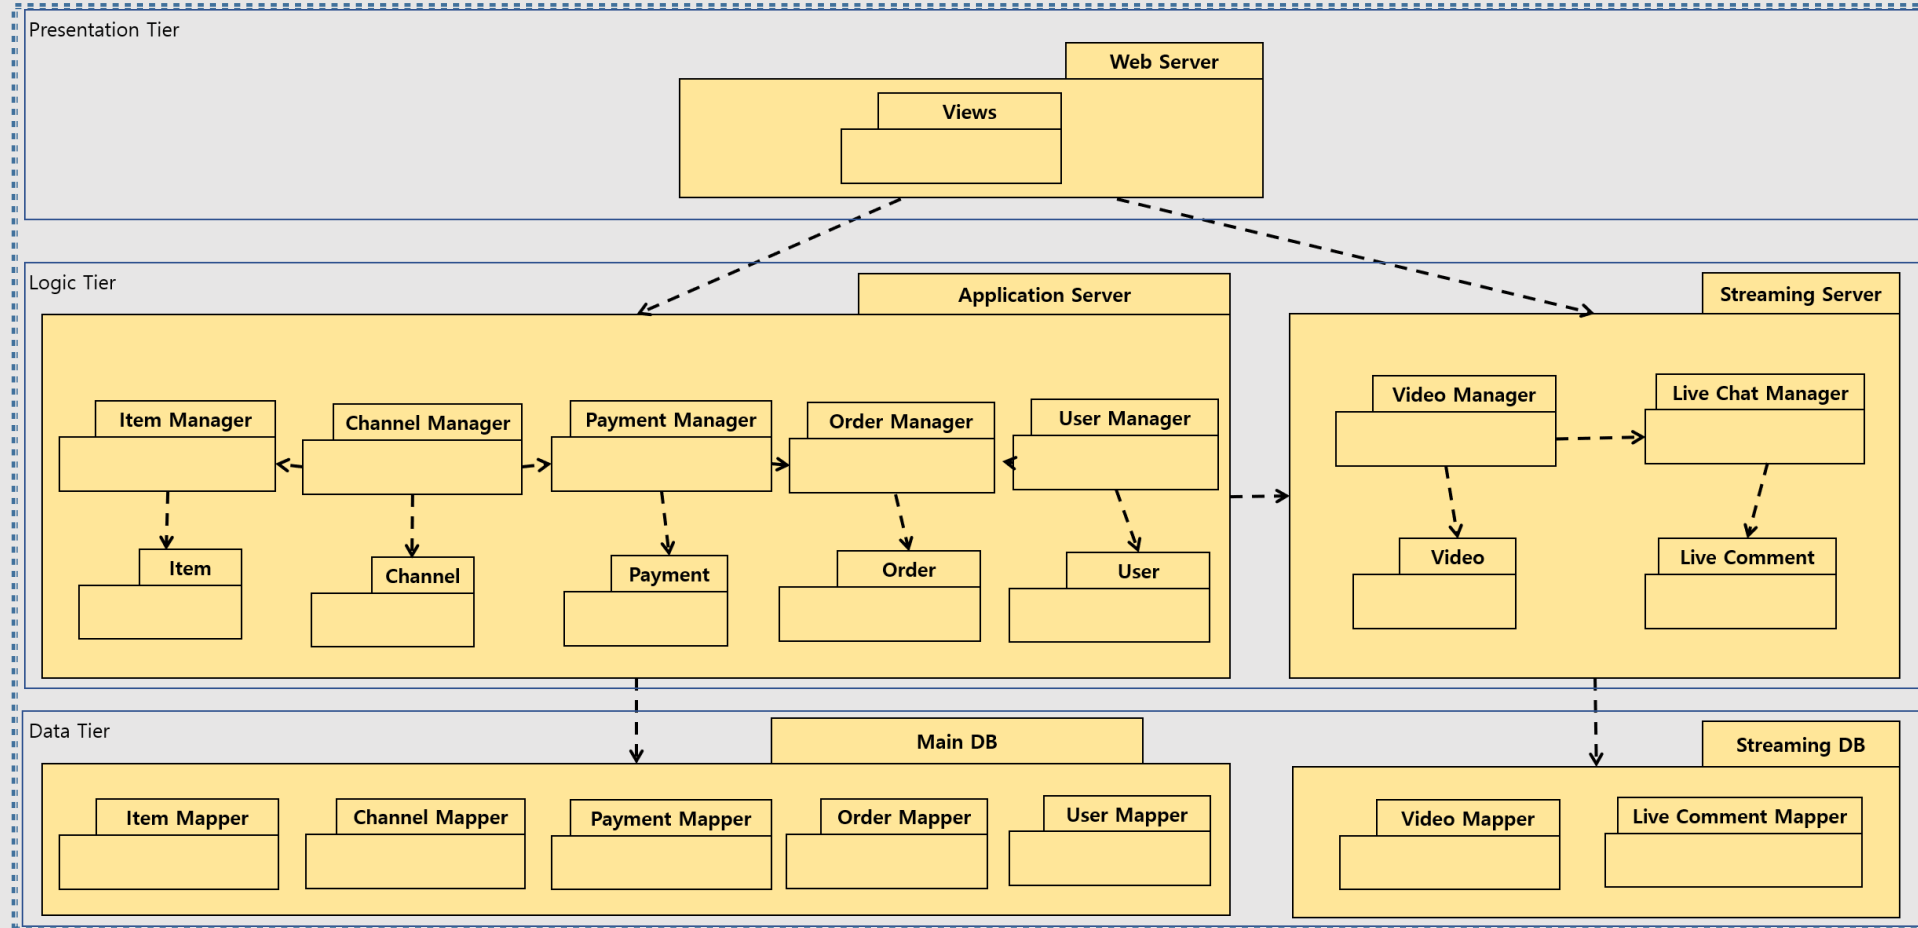 Presentation Tier
Web Server
Views
Logic Tier
Application Server
Streaming Server
Item Manager
Channel Manager
Payment Manager
Order Manager
User Manager
Video Manager
Live Chat Manager
Item
Channel
Payment
Order
User
Video
Live Comment
Data Tier
Main DB
Streaming DB
Item Mapper
Channel Mapper
Payment Mapper
Order Mapper
User Mapper
Video Mapper
Live Comment Mapper